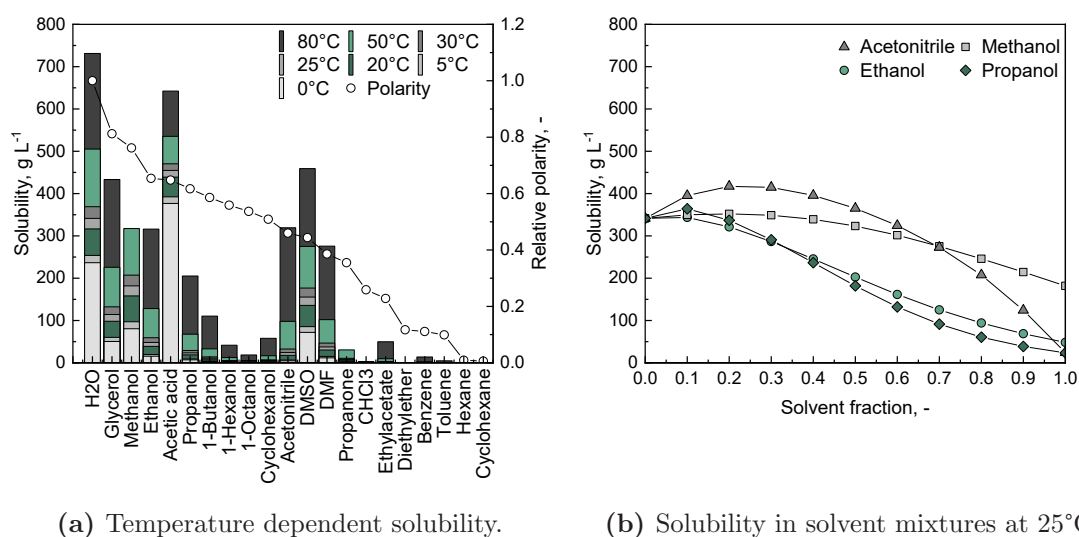 800
700
600
500
400
300
200
100
0
Solubility, g L-1
1.2
1.0
0.8
0.6
0.4
0.2
0.0
Relative polarity, -
80°C 50°C 30°C
25°C 20°C 5°C
0°C Polarity
H2O
Glycerol
Methanol
Ethanol
Acetic acid
Propanol
1-Butanol
1-Hexanol
1-Octanol
Cyclohexanol
Acetonitrile
DMSO
DMF
Propanone
CHCl3
Ethylacetate
Diethylether
Benzene
Toluene
Hexane
Cyclohexane
(a) Temperature dependent solubility.
800
700
600
500
400
300
200
100
0
Solubility, g L-1
Acetonitrile Methanol
Ethanol Propanol
0.0 0.1 0.2 0.3 0.4 0.5 0.6 0.7 0.8 0.9 1.0
Solvent fraction, -
(b) Solubility in solvent mixtures at 25°C